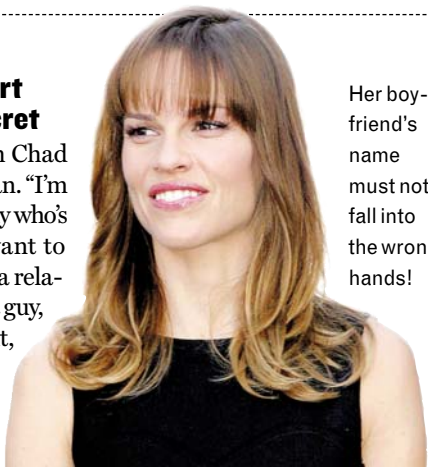 rt
cret
n Chad
an. “I’m
y who’s
ant to
a rela-
guy,
t,
Her boy-
friend’s
name
must not
fall into
the wron
hands!